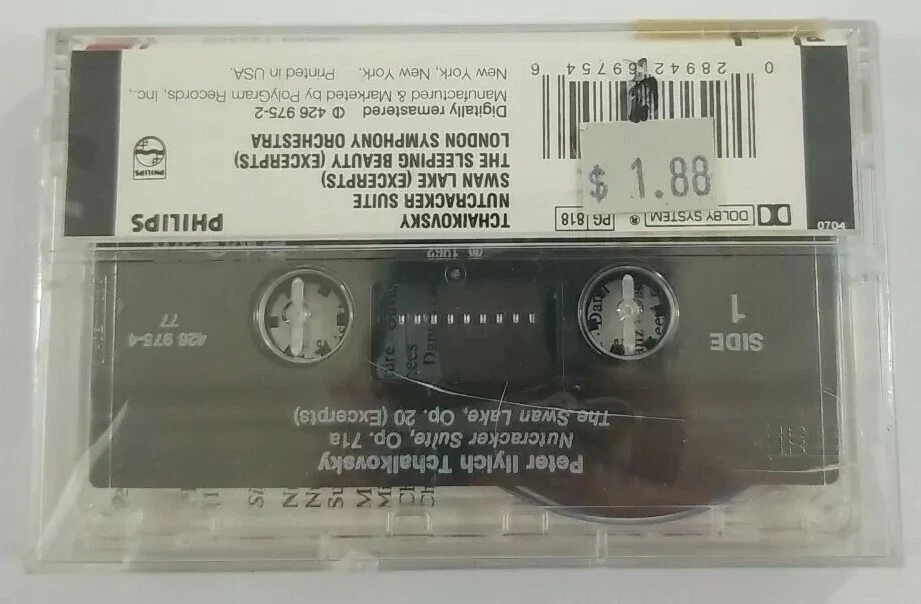 PHILIPS
TCHAIKOVSKY
NUTCRACKER SUITE
SWAN LAKE (EXCERPTS)
THE SLEEPING BEAUTY (EXCERPTS)
LONDON SYMPHONY ORCHESTRA
Digitally remastered ℗ 426 975-2
Manufactured & Marketed by PolyGram Records, Inc.,
New York, New York. Printed in USA.
PHILIPS
0704
DOLBY SYSTEM ®
PG 818
$ 1.88
0 28942 69754 6
Peter Ilyich Tchaikovsky
Nutcracker Suite, Op. 71a
The Swan Lake, Op. 20 (Excerpts)
SIDE
1
426 975-4
77